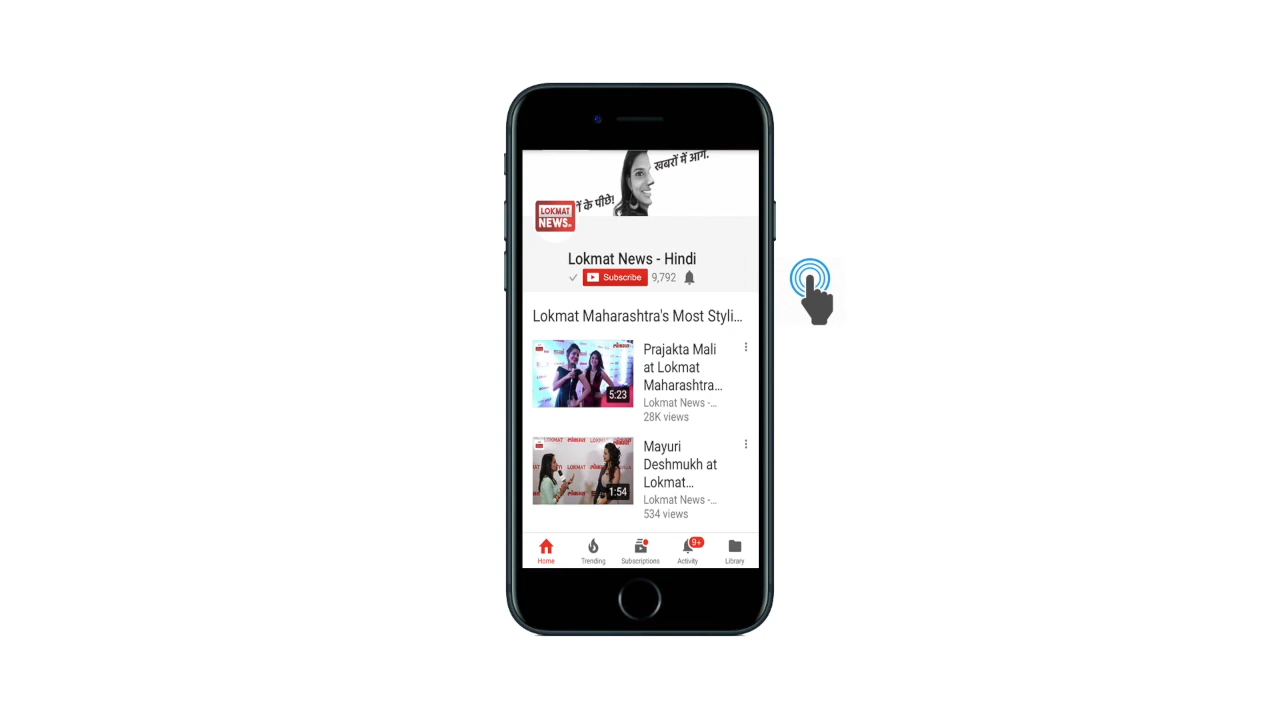 खबरों में आगे.
के पीछे!
LOKMAT
NEWS
Lokmat News - Hindi
Subscribe 9,792
Lokmat Maharashtra's Most Styli...
Prajakta Mali
at Lokmat
Maharashtra...
Lokmat News -...
28K views
5:23
Mayuri
Deshmukh at
Lokmat...
Lokmat News -...
534 views
LOKMAT
1:54
9+
Home Trending Subscriptions Activity Library